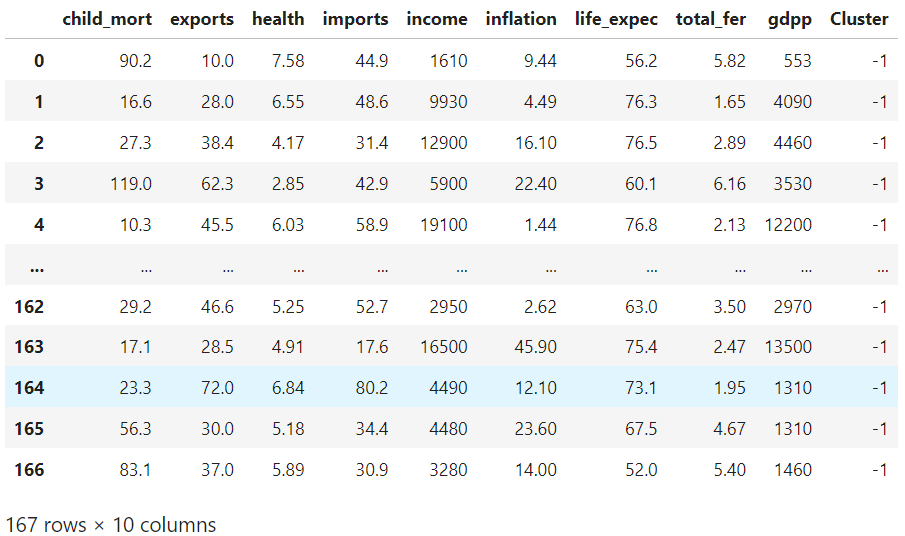 child_mort exports health imports income inflation life_expec total_fer gdpp Cluster
0 90.2 10.0 7.58 44.9 1610 9.44 56.2 5.82 553 -1
1 16.6 28.0 6.55 48.6 9930 4.49 76.3 1.65 4090 -1
2 27.3 38.4 4.17 31.4 12900 16.10 76.5 2.89 4460 -1
3 119.0 62.3 2.85 42.9 5900 22.40 60.1 6.16 3530 -1
4 10.3 45.5 6.03 58.9 19100 1.44 76.8 2.13 12200 -1
... ... ... ... ... ... ... ... ... ... ...
162 29.2 46.6 5.25 52.7 2950 2.62 63.0 3.50 2970 -1
163 17.1 28.5 4.91 17.6 16500 45.90 75.4 2.47 13500 -1
164 23.3 72.0 6.84 80.2 4490 12.10 73.1 1.95 1310 -1
165 56.3 30.0 5.18 34.4 4480 23.60 67.5 4.67 1310 -1
166 83.1 37.0 5.89 30.9 3280 14.00 52.0 5.40 1460 -1
167 rows × 10 columns